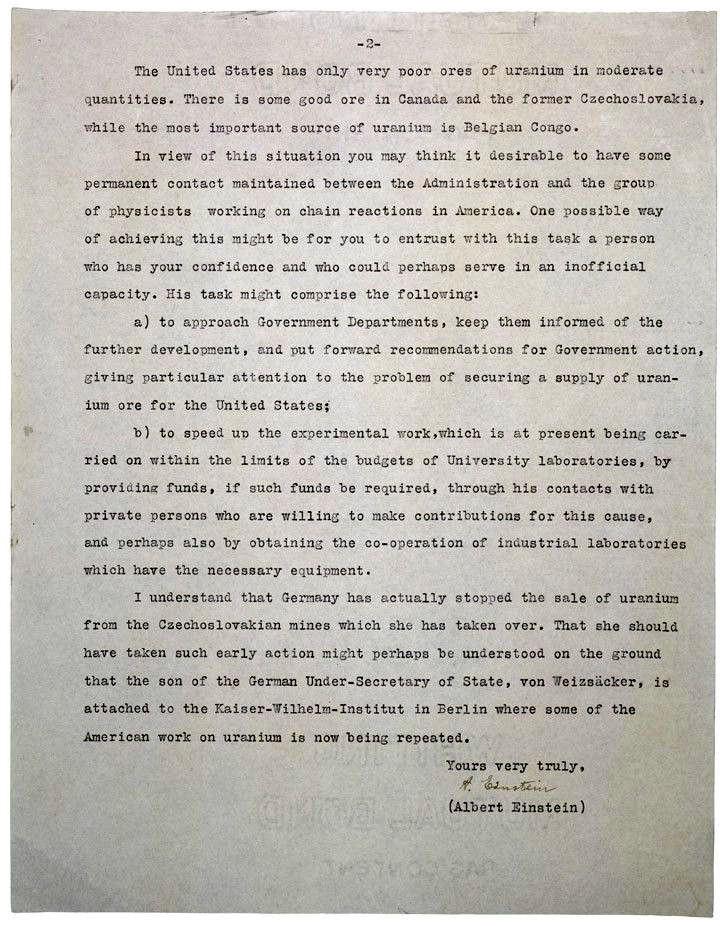 -2-
The United States has only very poor ores of uranium in moderate
quantities. There is some good ore in Canada and the former Czechoslovakia,
while the most important source of uranium is Belgian Congo.
In view of this situation you may think it desirable to have some
permanent contact maintained between the Administration and the group
of physicists working on chain reactions in America. One possible way
of achieving this might be for you to entrust with this task a person
who has your confidence and who could perhaps serve in an inofficial
capacity. His task might comprise the following:
a) to approach Government Departments, keep them informed of the
further development, and put forward recommendations for Government action,
giving particular attention to the problem of securing a supply of uran-
ium ore for the United States;
b) to speed up the experimental work,which is at present being car-
ried on within the limits of the budgets of University laboratories, by
providing funds, if such funds be required, through his contacts with
private persons who are willing to make contributions for this cause,
and perhaps also by obtaining the co-operation of industrial laboratories
which have the necessary equipment.
I understand that Germany has actually stopped the sale of uranium
from the Czechoslovakian mines which she has taken over. That she should
have taken such early action might perhaps be understood on the ground
that the son of the German Under-Secretary of State, von Weizsäcker, is
attached to the Kaiser-Wilhelm-Institut in Berlin where some of the
American work on uranium is now being repeated.
Yours very truly,
A. Einstein
(Albert Einstein)